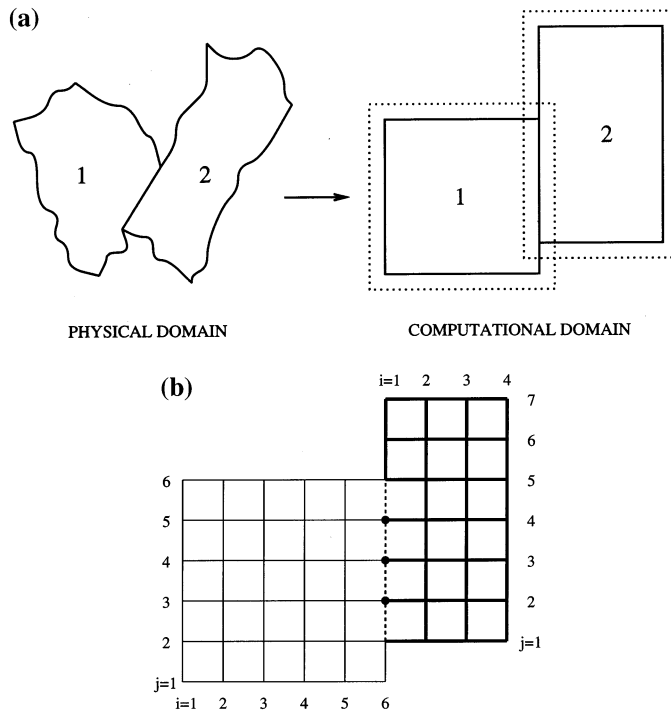 (a)
1
2
1
2
PHYSICAL DOMAIN
COMPUTATIONAL DOMAIN
(b)
i=1 2 3 4
7
6
5
4
3
2
j=1
6
5
4
3
2
j=1
i=1 2 3 4 5 6